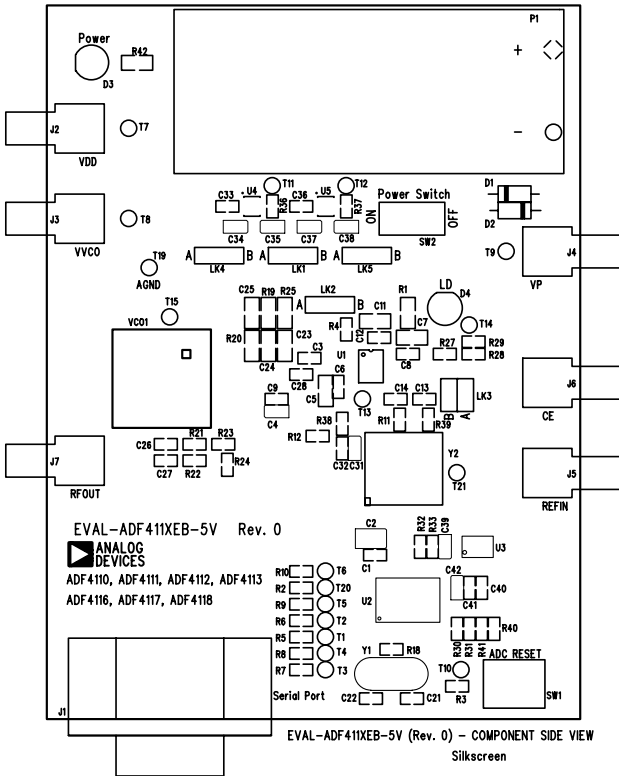 P1
Power
R42
D3
+
-
J2
T7
VDD
J3
T8
VVCO
T11
T12
C33
U4
R36
C36
U5
R37
Power Switch
ON
OFF
SW2
D1
D2
C34
C35
C37
C38
T19
AGND
A
B
LK4
A
B
LK1
A
B
LK5
T9
J4
VP
T15
VCO1
C25
R19
R25
A
LK2
B
R1
LD
D4
R4
C11
C12
C7
T14
R20
C23
C24
C3
U1
C8
R27
R29
R28
C28
C6
C5
C9
C4
T13
C14
C13
B
A
LK3
J6
CE
R38
R11
R39
R12
C32
C31
Y2
T21
C26
R21
R23
C27
R22
R24
J7
RFOUT
J5
REFIN
EVAL-ADF411XEB-5V Rev. 0
ANALOG
DEVICES
ADF4110, ADF4111, ADF4112, ADF4113
ADF4116, ADF4117, ADF4118
C2
C1
R32
R33
C39
U3
R10
T6
R2
T20
R9
T5
R6
T2
R5
T1
R8
T4
R7
T3
U2
C42
C40
C41
R30
R31
R41
R40
Y1
R18
ADC RESET
T10
R3
SW1
Serial Port
C22
C21
J1
EVAL-ADF411XEB-5V (Rev. 0) - COMPONENT SIDE VIEW
Silkscreen